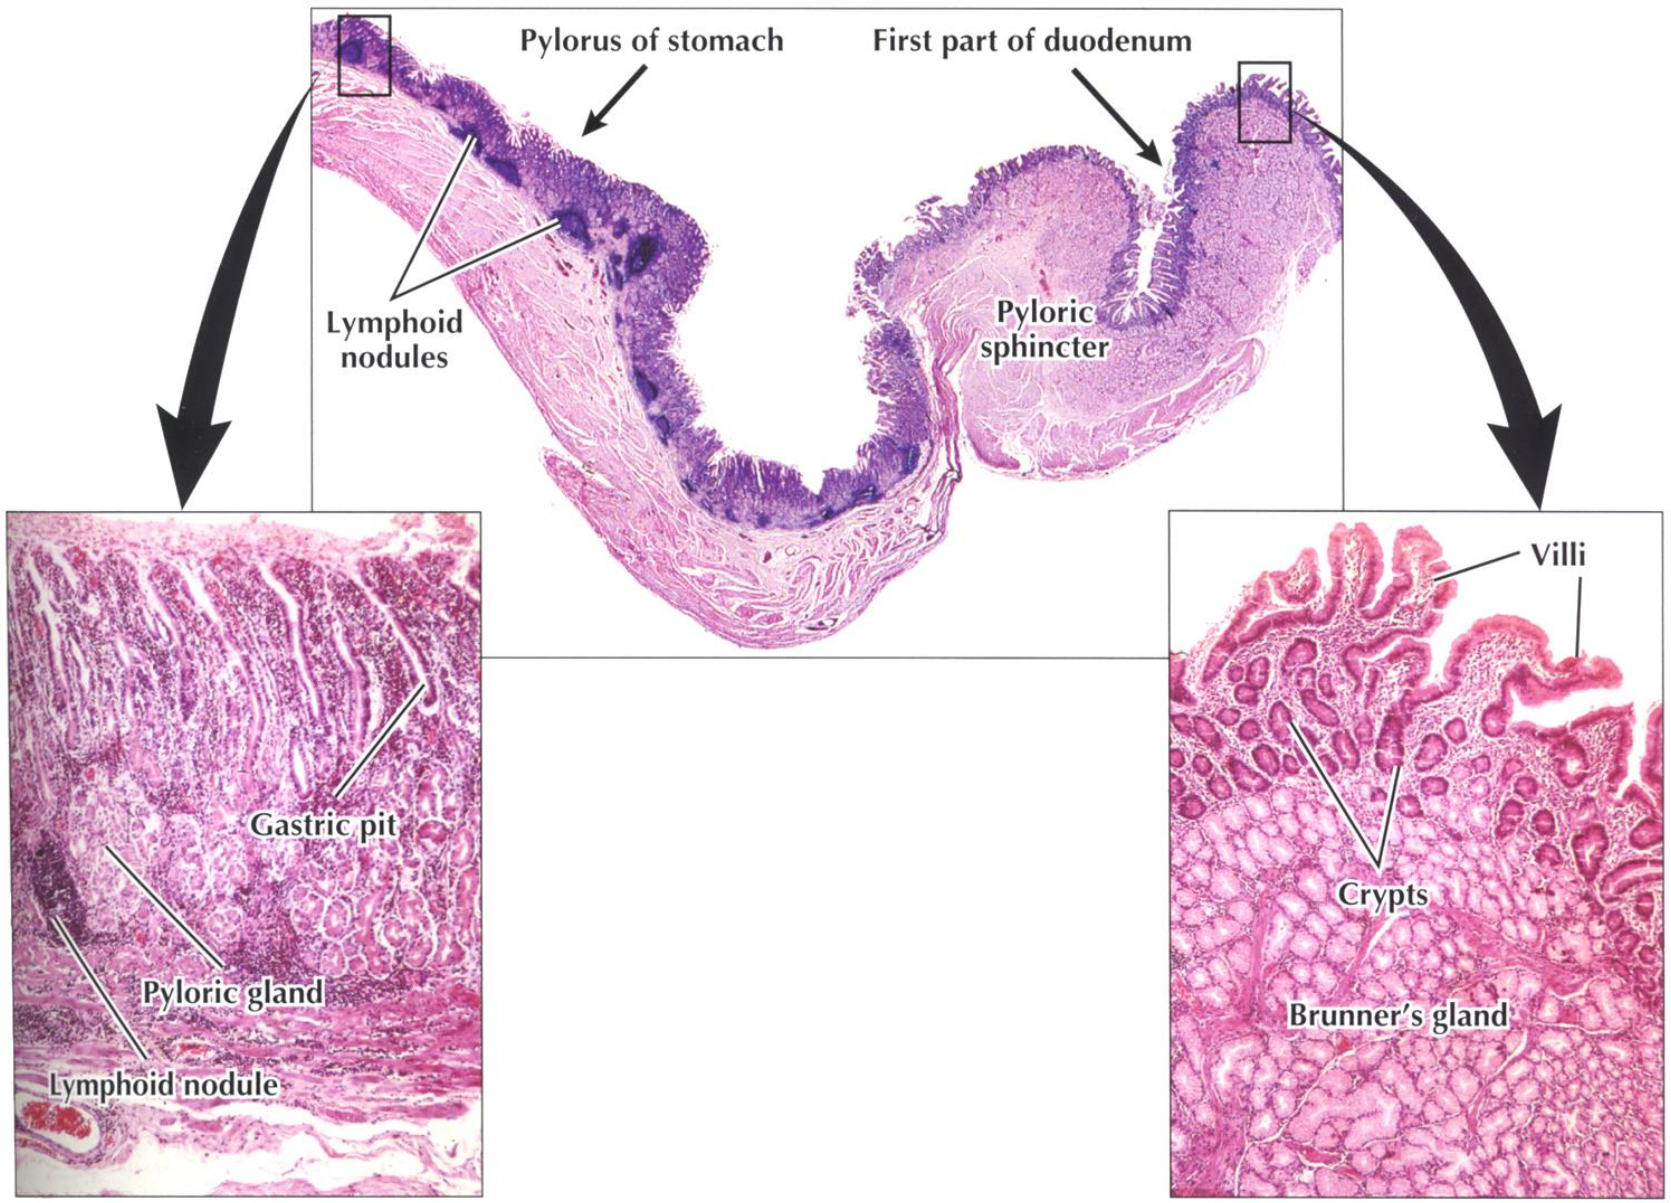 Pylorus of stomach
First part of duodenum
Lymphoid
nodules
Pyloric
sphincter
Gastric pit
Pyloric gland
Lymphoid nodule
Villi
Crypts
Brunner's gland